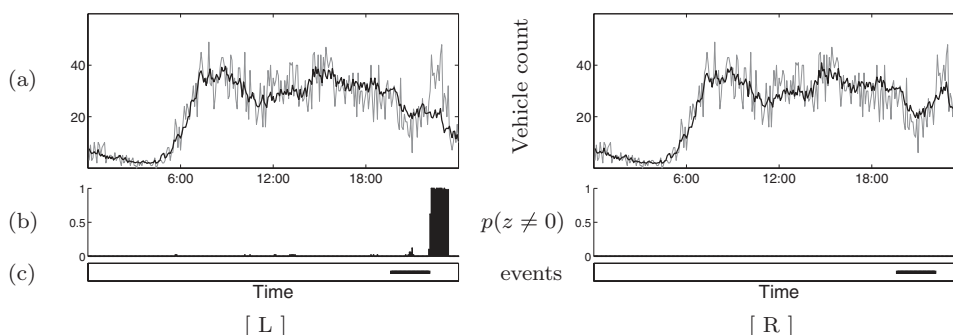 (a)
40
20
6:00 12:00 18:00
Vehicle count
40
20
6:00 12:00 18:00
(b)
1
0.5
0
p(z ≠ 0)
1
0.5
0
(c)
events
Time Time
[ L ] [ R ]